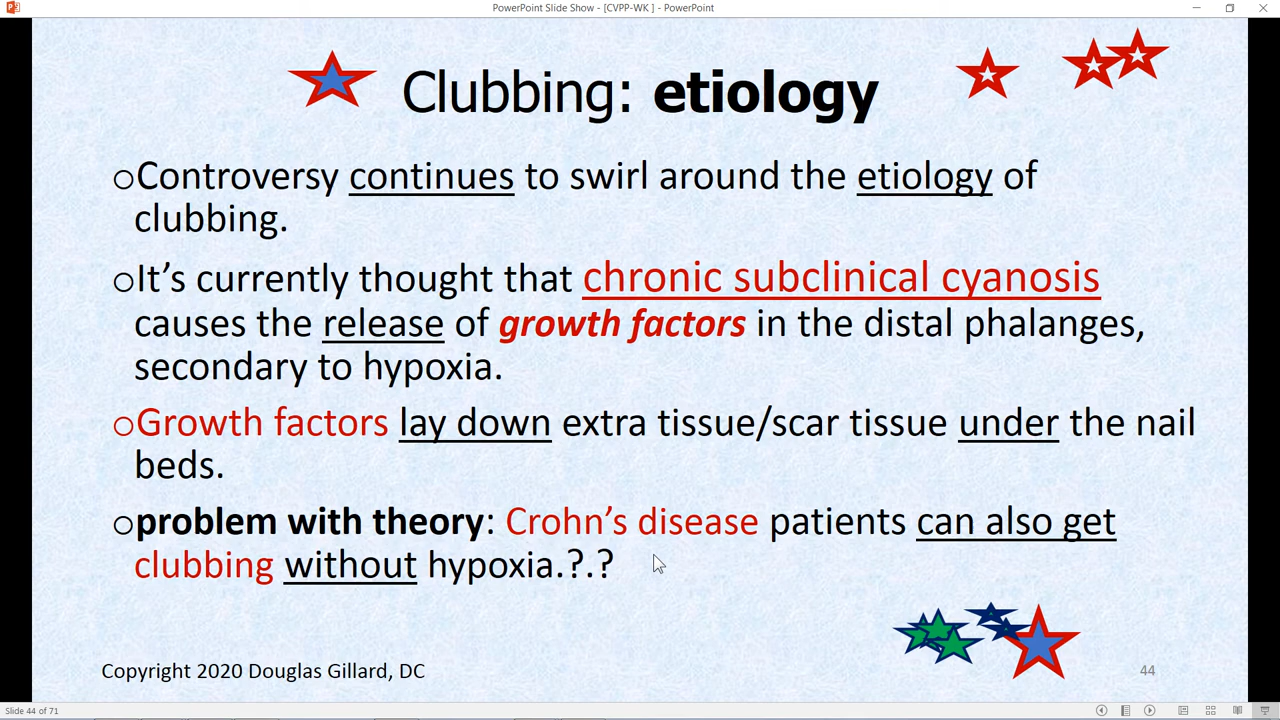 PowerPoint Slide Show - [CVPP-WK ] - PowerPoint
Clubbing: etiology
oControversy continues to swirl around the etiology of
clubbing.
oIt's currently thought that chronic subclinical cyanosis
causes the release of growth factors in the distal phalanges,
secondary to hypoxia.
oGrowth factors lay down extra tissue/scar tissue under the nail
beds.
oproblem with theory: Crohn's disease patients can also get
clubbing without hypoxia.?.?
Copyright 2020 Douglas Gillard, DC
44
Slide 44 of 71